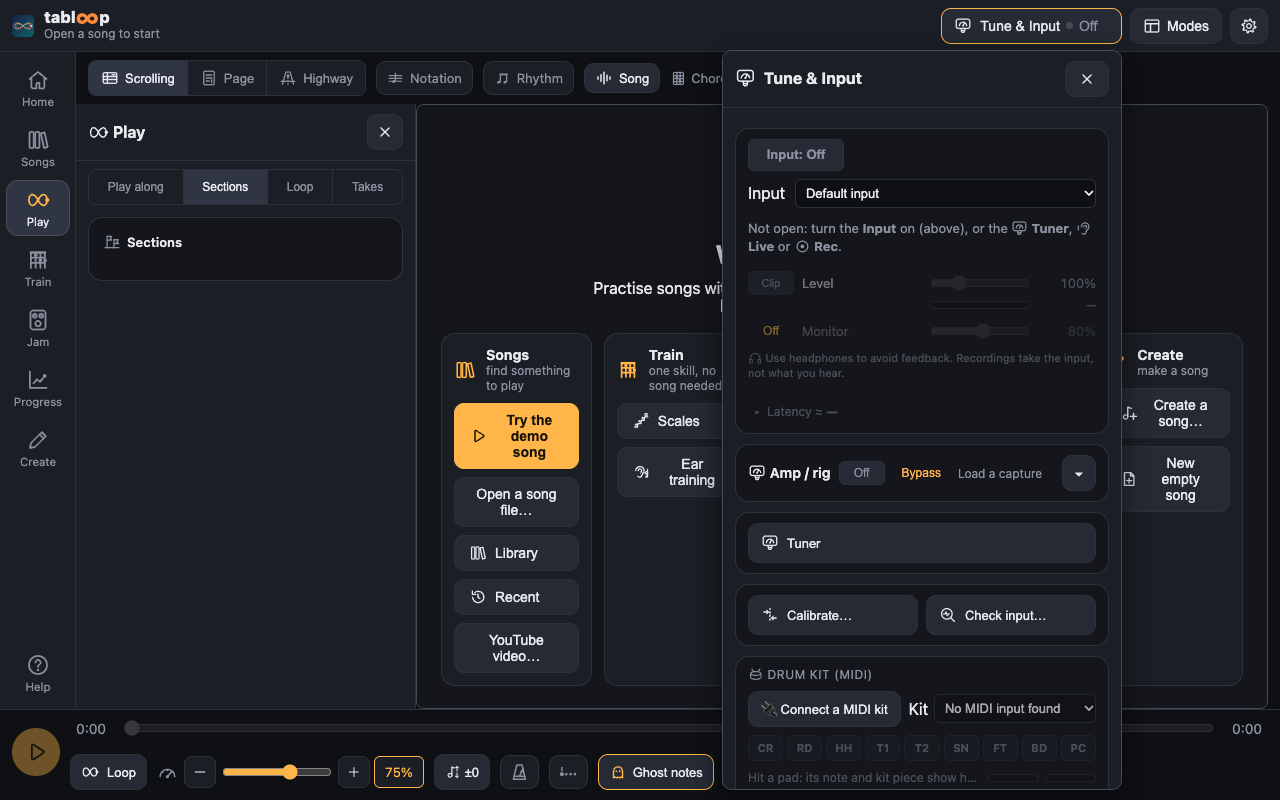 tabloop
Open a song to start
Tune & Input Off
Modes
Home
Songs
Play
Train
Jam
Progress
Create
Help
Scrolling
Page
Highway
Notation
Rhythm
Song
Play
Play along
Sections
Loop
Takes
Sections
Practise songs
Songs
find something
to play
Try the
demo
song
Open a song
file…
Library
Recent
YouTube
video…
Train
one skill, no
song needed
Scales
Ear
training
Create
make a song
Create a
song…
New
empty
song
Tune & Input
Input: Off
Input
Default input
Not open: turn the Input on (above), or the Tuner,
Live or Rec.
Clip
Level
100%
—
Off
Monitor
80%
Use headphones to avoid feedback. Recordings take the input,
not what you hear.
Latency ≈ —
Amp / rig
Off
Bypass
Load a capture
Tuner
Calibrate…
Check input…
DRUM KIT (MIDI)
Connect a MIDI kit
Kit
No MIDI input found
CR
RD
HH
T1
T2
SN
FT
BD
PC
Hit a pad: its note and kit piece show h…
0:00
0:00
Loop
−
+
75%
±0
Ghost notes